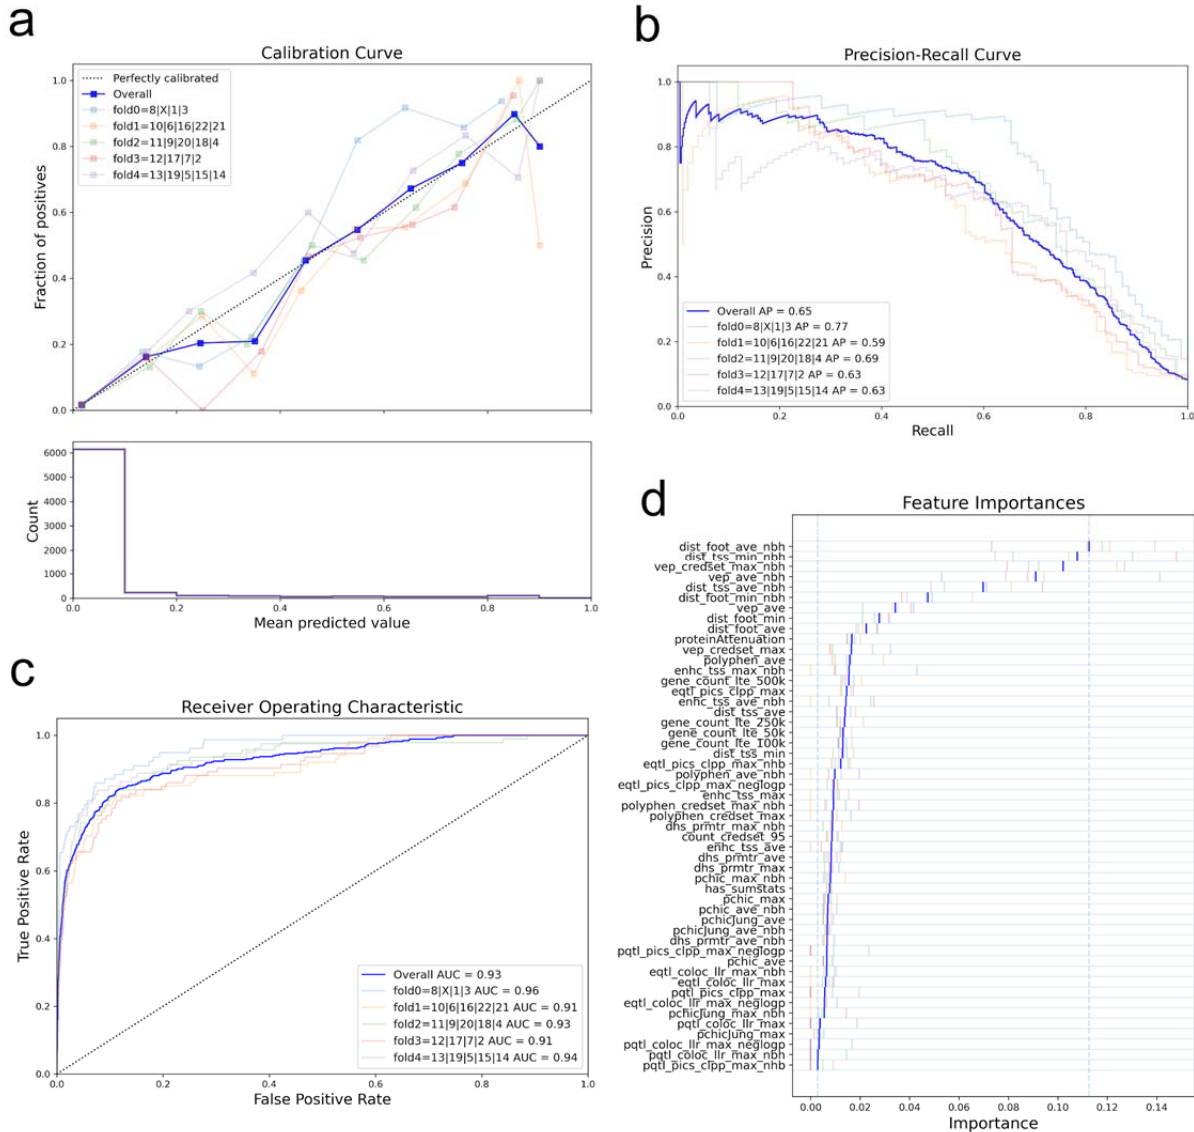 a
Calibration Curve
Perfectly calibrated
Overall
fold0=8|X|1|3
fold1=10|6|16|22|21
fold2=11|9|20|18|4
fold3=12|17|7|2
fold4=13|19|5|15|14
Fraction of positives
1.0
0.8
0.6
0.4
0.2
0.0
Count
6000
5000
4000
3000
2000
1000
0
0.0 0.2 0.4 0.6 0.8 1.0
Mean predicted value
b
Precision-Recall Curve
Precision
1.0
0.8
0.6
0.4
0.2
0.0
Overall AP = 0.65
fold0=8|X|1|3 AP = 0.77
fold1=10|6|16|22|21 AP = 0.59
fold2=11|9|20|18|4 AP = 0.69
fold3=12|17|7|2 AP = 0.63
fold4=13|19|5|15|14 AP = 0.63
0.0 0.2 0.4 0.6 0.8 1.0
Recall
c
Receiver Operating Characteristic
True Positive Rate
1.0
0.8
0.6
0.4
0.2
0.0
Overall AUC = 0.93
fold0=8|X|1|3 AUC = 0.96
fold1=10|6|16|22|21 AUC = 0.91
fold2=11|9|20|18|4 AUC = 0.93
fold3=12|17|7|2 AUC = 0.91
fold4=13|19|5|15|14 AUC = 0.94
0.0 0.2 0.4 0.6 0.8 1.0
False Positive Rate
d
Feature Importances
dist_foot_ave_nbh
dist_tss_min_nbh
vep_credset_max_nbh
vep_ave_nbh
dist_tss_ave_nbh
dist_foot_min_nbh
vep_ave
dist_foot_min
dist_foot_ave
proteinAttenuation
vep_credset_max
polyphen_ave
enhc_tss_max_nbh
gene_count_lte_500k
eqtl_pics_clpp_max
enhc_tss_ave_nbh
dist_tss_ave
gene_count_lte_250k
gene_count_lte_50k
gene_count_lte_100k
dist_tss_min
eqtl_pics_clpp_max_nbh
polyphen_ave_nbh
eqtl_pics_clpp_max_neglogp
enhc_tss_max
polyphen_credset_max_nbh
polyphen_credset_max
dhs_prmtr_max_nbh
count_credset_95
enhc_tss_ave
dhs_prmtr_ave
dhs_prmtr_max
pchic_max_nbh
has_sumstats
pchic_max
pchic_ave_nbh
pchicJung_ave
pchicJung_ave_nbh
dhs_prmtr_ave_nbh
pqtl_pics_clpp_max_neglogp
pchic_ave
eqtl_coloc_llr_max_nbh
eqtl_coloc_llr_max
pqtl_pics_clpp_max
eqtl_coloc_llr_max_neglogp
pchicJung_max_nbh
pqtl_coloc_llr_max
pchicJung_max
pqtl_coloc_llr_max_neglogp
pqtl_coloc_llr_max_nbh
pqtl_pics_clpp_max_nhb
0.00 0.02 0.04 0.06 0.08 0.10 0.12 0.14
Importance